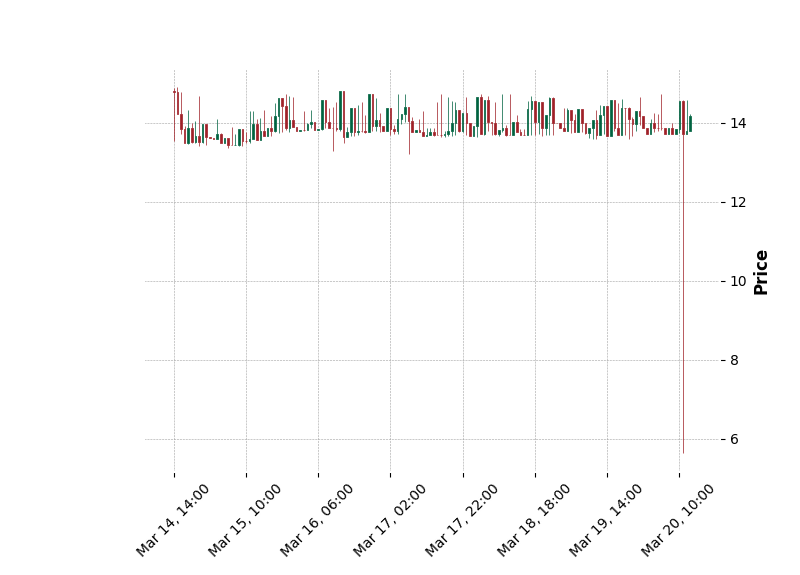 14
12
10
8
6
Price
Mar 14, 14:00
Mar 15, 10:00
Mar 16, 06:00
Mar 17, 02:00
Mar 17, 22:00
Mar 18, 18:00
Mar 19, 14:00
Mar 20, 10:00